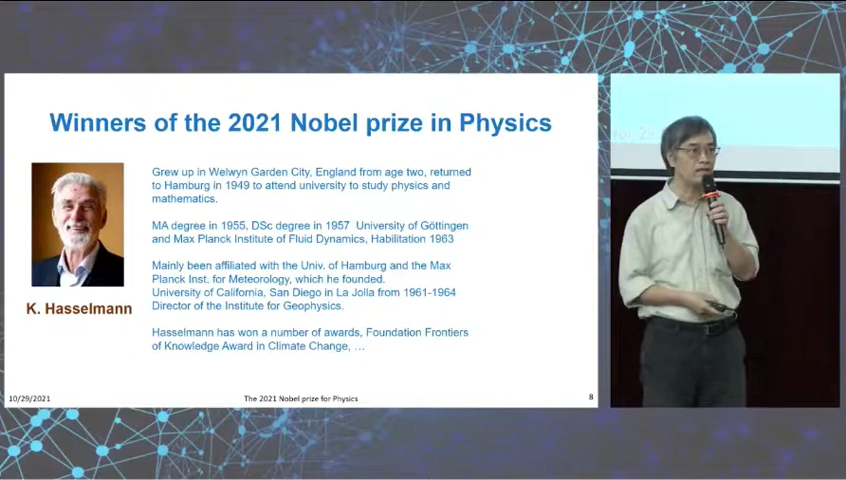 Winners of the 2021 Nobel prize in Physics
Grew up in Welwyn Garden City, England from age two, returned
to Hamburg in 1949 to attend university to study physics and
mathematics.
MA degree in 1955, DSc degree in 1957 University of Göttingen
and Max Planck Institute of Fluid Dynamics, Habilitation 1963
Mainly been affiliated with the Univ. of Hamburg and the Max
Planck Inst. for Meteorology, which he founded.
University of California, San Diego in La Jolla from 1961-1964
Director of the Institute for Geophysics.
Hasselmann has won a number of awards, Foundation Frontiers
of Knowledge Award in Climate Change, …
K. Hasselmann
10/29/2021
The 2021 Nobel prize for Physics
8